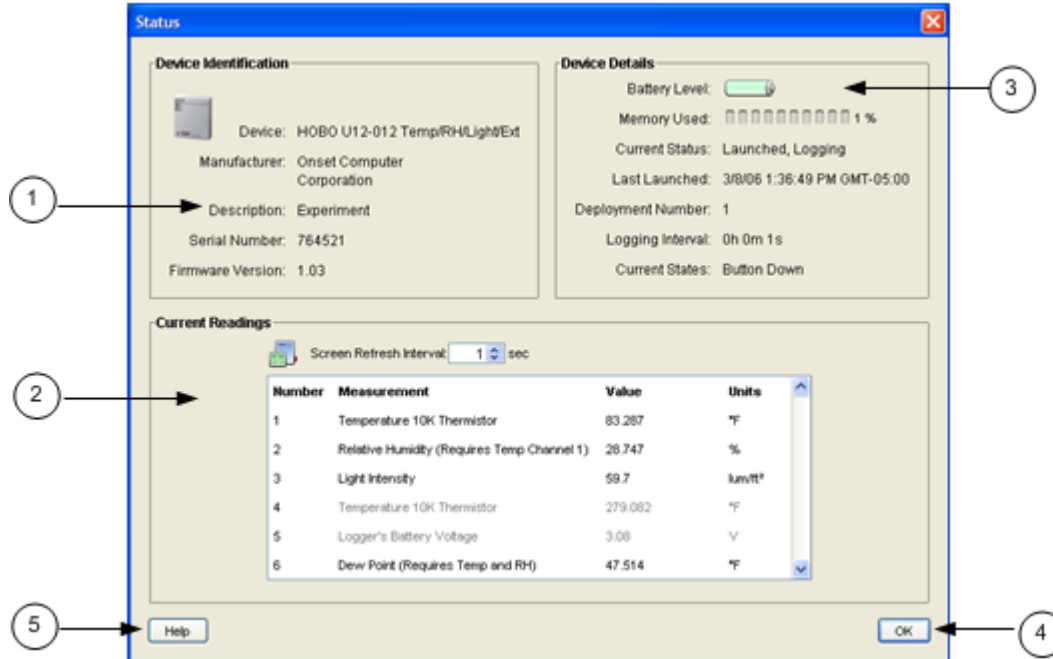 Status
Device Identification
Device: HOBO U12-012 Temp/RH/Light/Ext
Manufacturer: Onset Computer
Corporation
1
Description: Experiment
Serial Number: 764521
Firmware Version: 1.03
Device Details
Battery Level:
3
Memory Used: 1 %
Current Status: Launched, Logging
Last Launched: 3/8/06 1:36:49 PM GMT-05:00
Deployment Number: 1
Logging Interval: 0h 0m 1s
Current States: Button Down
Current Readings
Screen Refresh Interval: 1 sec
2
Number Measurement Value Units
1 Temperature 10K Thermistor 83.287 °F
2 Relative Humidity (Requires Temp Channel 1) 28.747 %
3 Light Intensity 59.7 lum/ft²
4 Temperature 10K Thermistor 279.082 °F
5 Logger's Battery Voltage 3.08 V
6 Dew Point (Requires Temp and RH) 47.514 °F
5
Help
OK
4